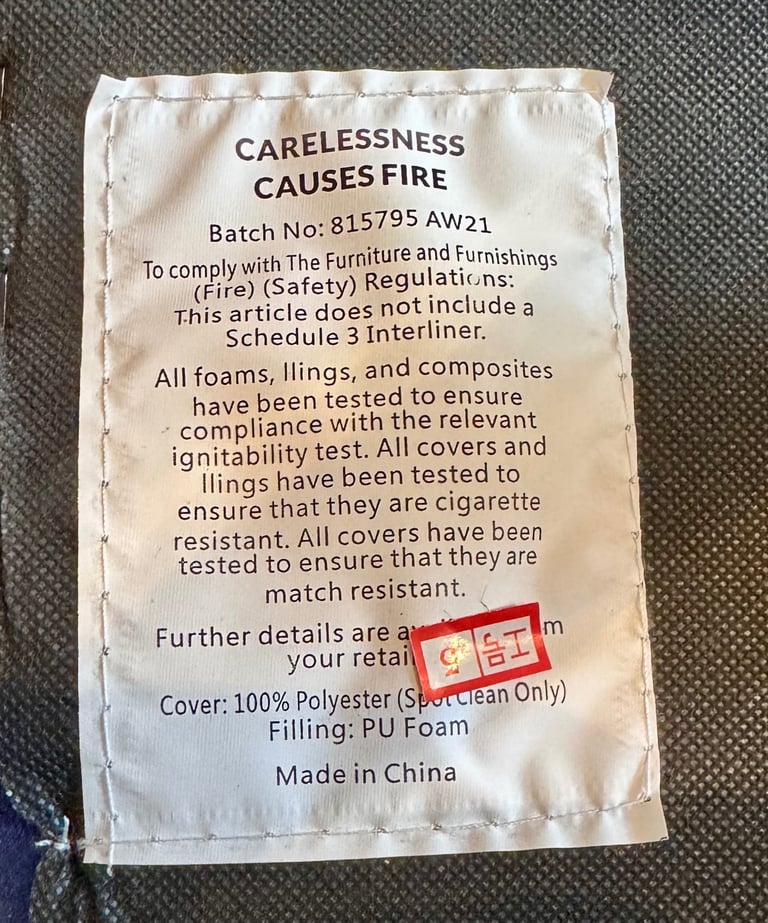 CARELESSNESS
CAUSES FIRE
Batch No: 815795 AW21
To comply with The Furniture and Furnishings
(Fire) (Safety) Regulations:
This article does not include a
Schedule 3 Interliner.
All foams, llings, and composites
have been tested to ensure
compliance with the relevant
ignitability test. All covers and
llings have been tested to
ensure that they are cigarette
resistant. All covers have been
tested to ensure that they are
match resistant.
Further details are
your
Cover: 100% Polyester (Spot Clean Only)
Filling: PU Foam
Made in China